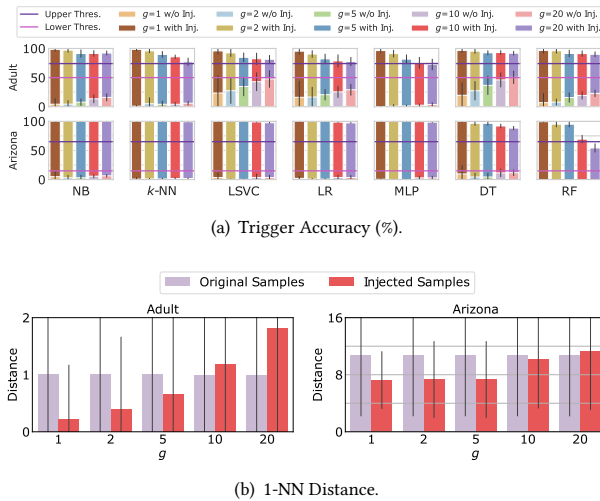 Upper Thres. g=1 w/o Inj. g=2 w/o Inj. g=5 w/o Inj. g=10 w/o Inj. g=20 w/o Inj.
Lower Thres. g=1 with Inj. g=2 with Inj. g=5 with Inj. g=10 with Inj. g=20 with Inj.
Adult
100
50
0
Arizona
100
50
0
NB k-NN LSVC LR MLP DT RF
(a) Trigger Accuracy (%).
Original Samples Injected Samples
Adult
Distance
2
1
0
1 2 5 10 20
g
Arizona
Distance
16
8
0
1 2 5 10 20
g
(b) 1-NN Distance.